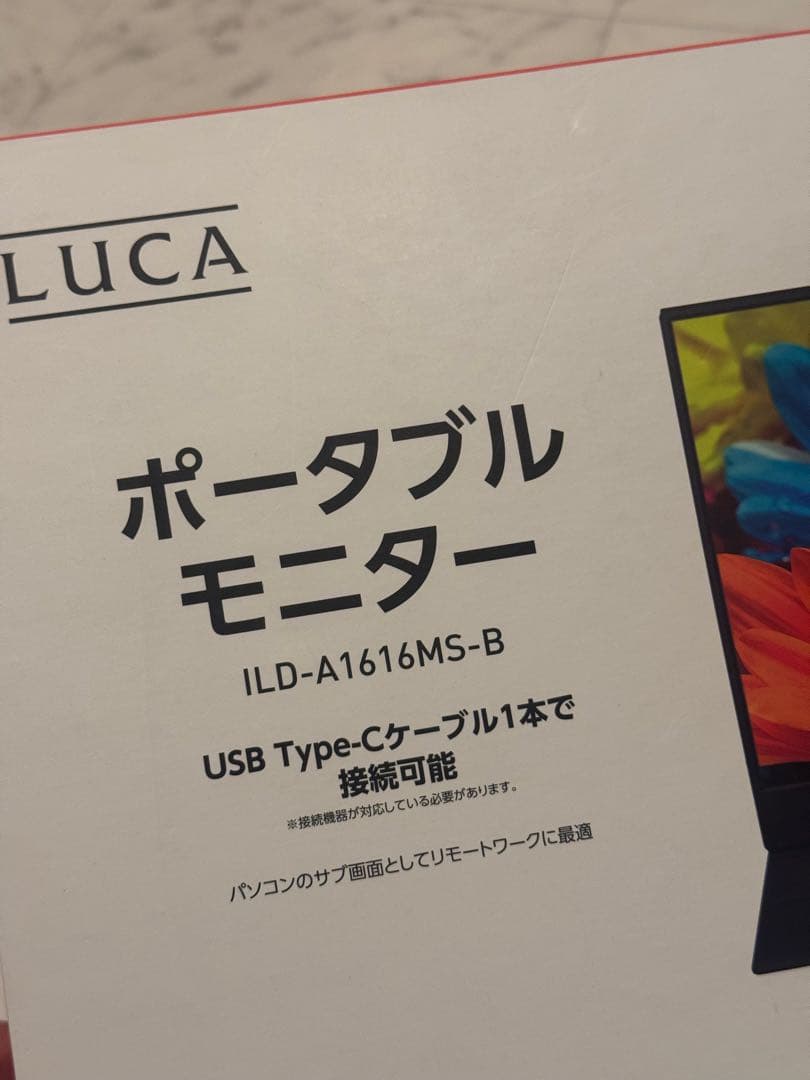 LUCA
ポータブル
モニター
ILD-A1616MS-B
USB Type-Cケーブル1本で
接続可能
※接続機器が対応している必要があります。
パソコンのサブ画面としてリモートワークに最適